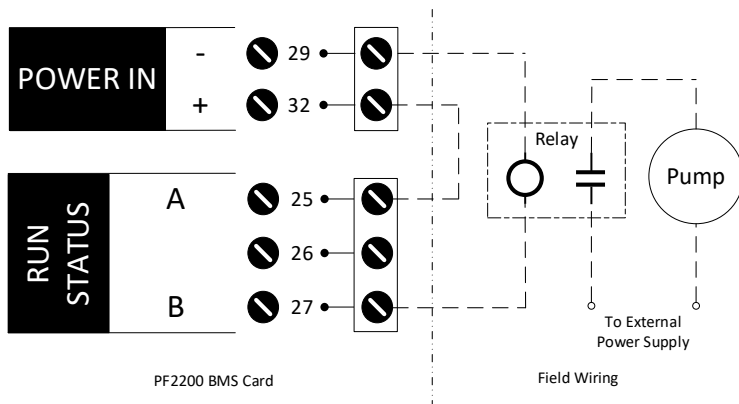 POWER IN
- 29
+ 32
Relay
Pump
RUN
STATUS
A 25
26
B 27
To External
Power Supply
PF2200 BMS Card
Field Wiring